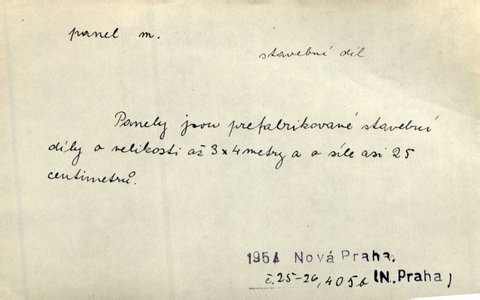 panel m.
stavební díl
Panely jsou prefabrikované stavební
díly o velikosti až 3 x 4 metry a o síle asi 25
centimetrů.
1954 Nová Praha,
č. 25-26, 405 b (N. Praha)